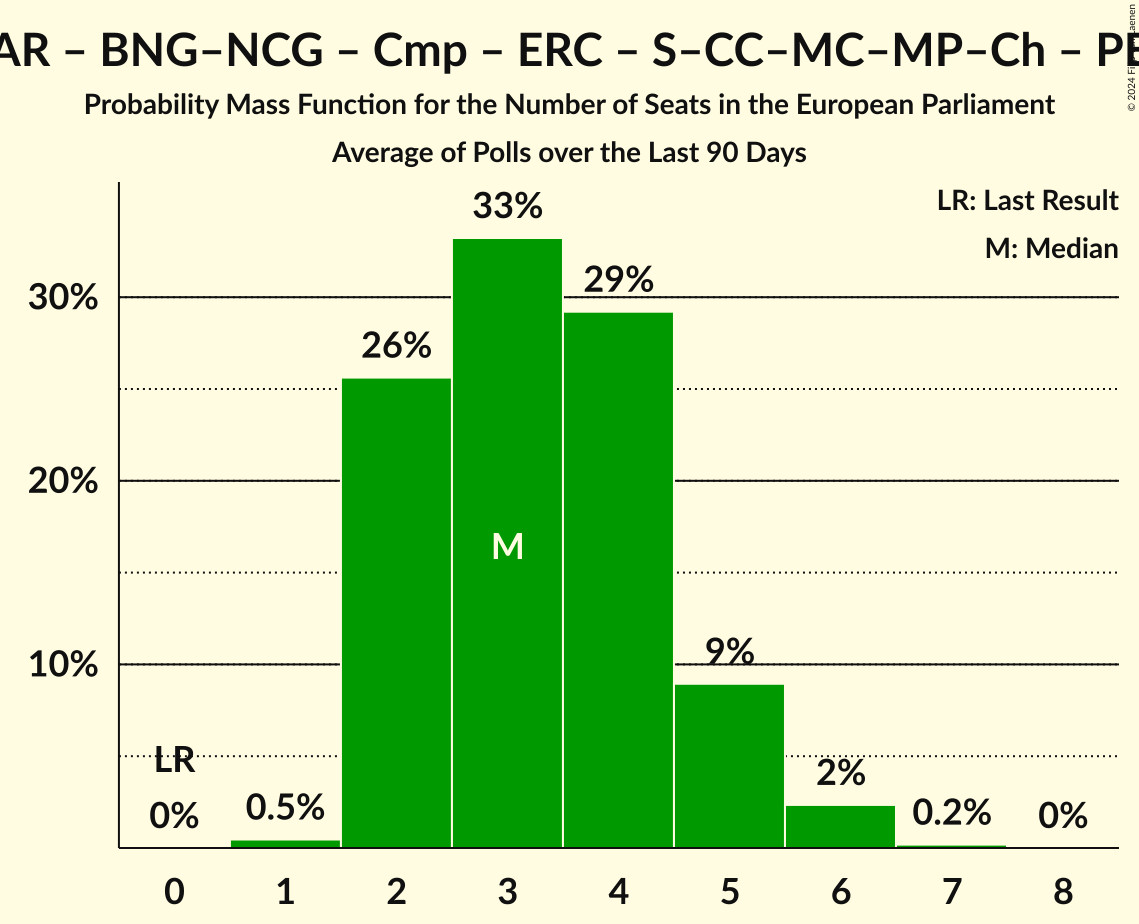 AR – BNG–NCG – Cmp – ERC – S–CC–MC–MP–Ch –
Probability Mass Function for the Number of Seats in the European Parliament
Average of Polls over the Last 90 Days
© 2024
LR: Last Result
M: Median
33%
29%
30%
26%
20%
M
10%
9%
LR
2%
0%
0.5%
0.2%
0%
0 1 2 3 4 5 6 7 8